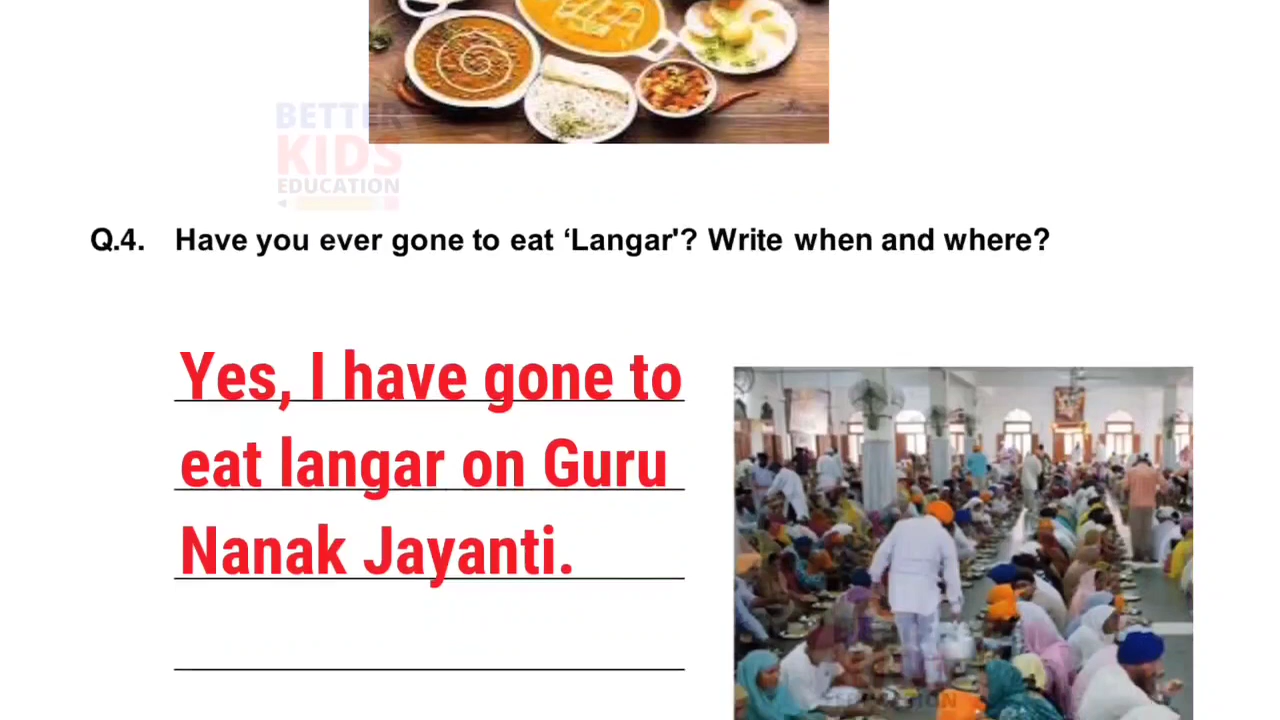 BETTER
KIDS
EDUCATION
Q.4. Have you ever gone to eat ‘Langar'? Write when and where?
Yes, I have gone to
eat langar on Guru
Nanak Jayanti.